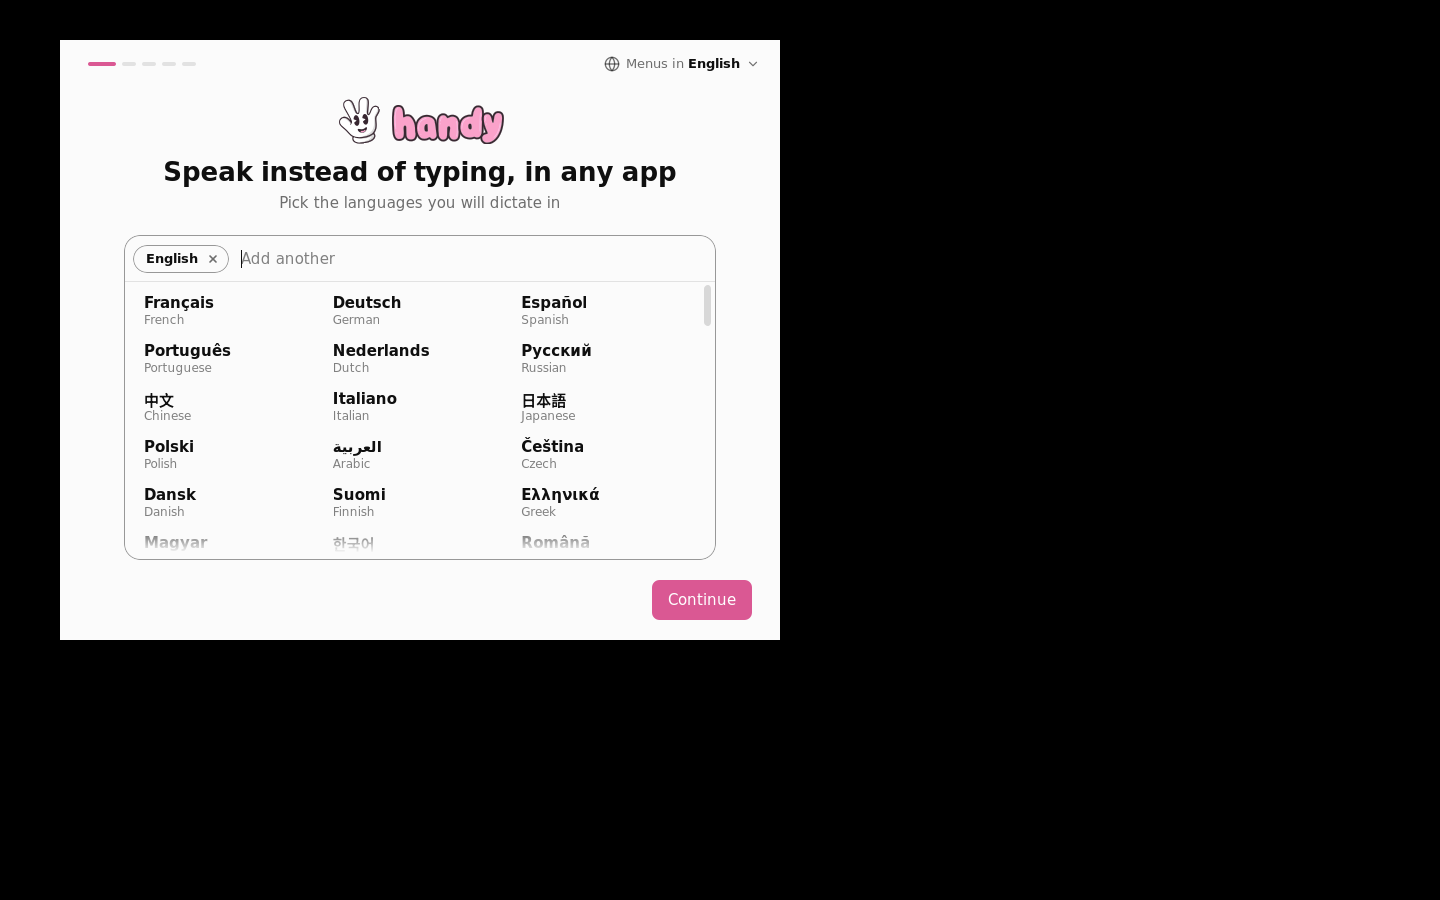 Menus in English
handy
Speak instead of typing, in any app
Pick the languages you will dictate in
English × Add another
Français Deutsch Español
French German Spanish
Português Nederlands Русский
Portuguese Dutch Russian
中文 Italiano 日本語
Chinese Italian Japanese
Polski العربية Čeština
Polish Arabic Czech
Dansk Suomi Ελληνικά
Danish Finnish Greek
Magyar 한국어 Română
Continue